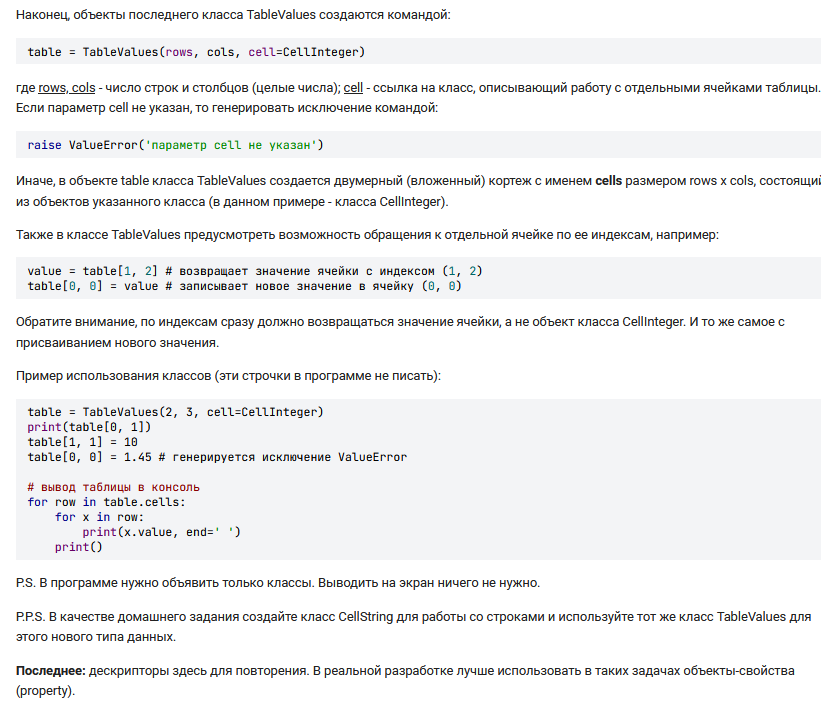 Наконец, объекты последнего класса TableValues создаются командой:
table = TableValues(rows, cols, cell=CellInteger)
где rows, cols - число строк и столбцов (целые числа); cell - ссылка на класс, описывающий работу с отдельными ячейками таблицы.
Если параметр cell не указан, то генерировать исключение командой:
raise ValueError('параметр cell не указан')
Иначе, в объекте table класса TableValues создается двумерный (вложенный) кортеж с именем cells размером rows x cols, состоящи
из объектов указанного класса (в данном примере - класса CellInteger).
Также в классе TableValues предусмотреть возможность обращения к отдельной ячейке по ее индексам, например:
value = table[1, 2] # возвращает значение ячейки с индексом (1, 2)
table[0, 0] = value # записывает новое значение в ячейку (0, 0)
Обратите внимание, по индексам сразу должно возвращаться значение ячейки, а не объект класса CellInteger. И то же самое с
присваиванием нового значения.
Пример использования классов (эти строчки в программе не писать):
table = TableValues(2, 3, cell=CellInteger)
print(table[0, 1])
table[1, 1] = 10
table[0, 0] = 1.45 # генерируется исключение ValueError
# вывод таблицы в консоль
for row in table.cells:
    for x in row:
        print(x.value, end=' ')
    print()
P.S. В программе нужно объявить только классы. Выводить на экран ничего не нужно.
P.P.S. В качестве домашнего задания создайте класс CellString для работы со строками и используйте тот же класс TableValues для
этого нового типа данных.
Последнее: дескрипторы здесь для повторения. В реальной разработке лучше использовать в таких задачах объекты-свойства
(property).